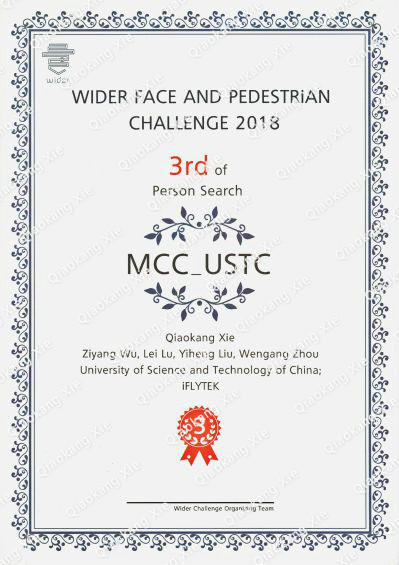 wider
WIDER FACE AND PEDESTRIAN
CHALLENGE 2018
3rd of
Person Search
MCC_USTC
Qiaokang Xie
Ziyang Wu, Lei Lu, Yiheng Liu, Wengang Zhou
University of Science and Technology of China;
iFLYTEK
3
Wider Challenge Organizing Team
Qiaokang Xie